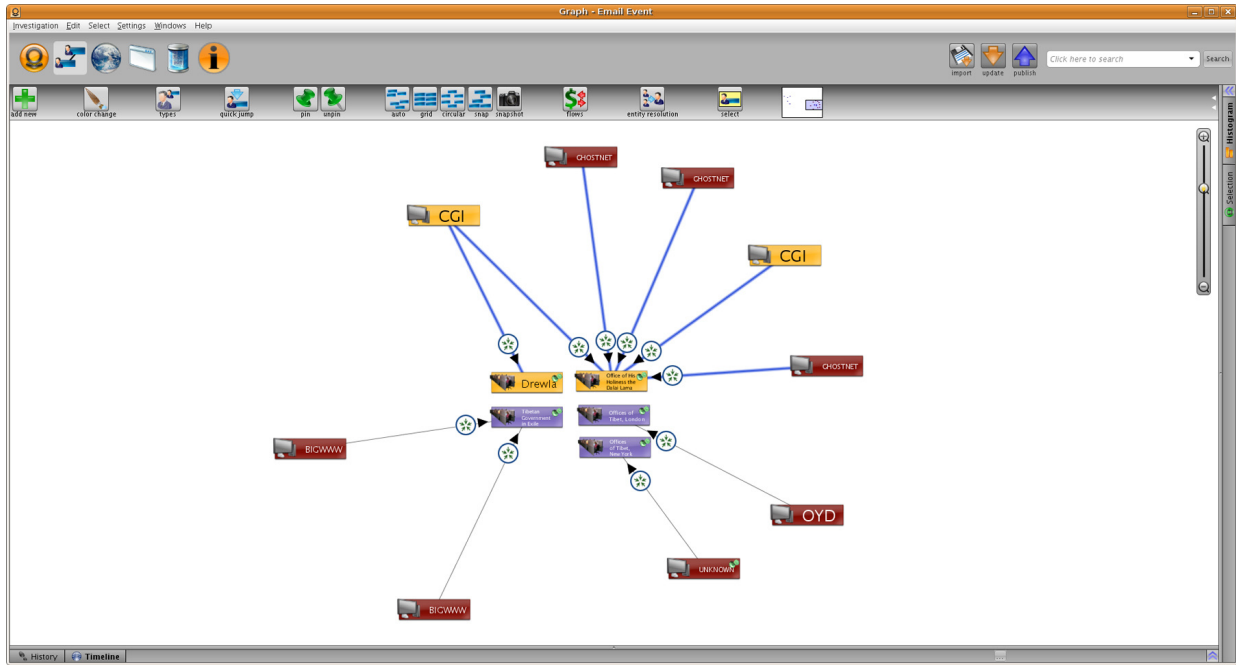 Graph - Email Event
Investigation Edit Select Settings Windows Help
import update publish
Click here to search
Search
add new color change types quick jump pin unpin auto grid circular snap snapshot flows entity resolution select
Histogram
Selection
GHOSTNET
GHOSTNET
CGI
CGI
GHOSTNET
Drewla
Office of His
Holiness the
Dalai Lama
Tibetan
Government
in Exile
Offices of
Tibet, London
Offices
of Tibet,
New York
BIGWWW
OYD
UNKNOWN
BIGWWW
History Timeline